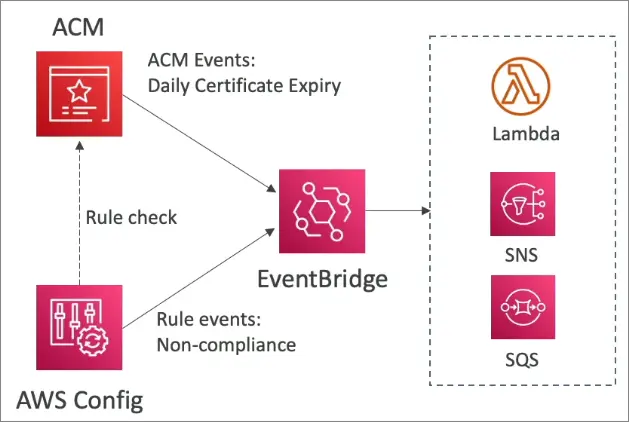 ACM
ACM Events:
Daily Certificate Expiry
Lambda
Rule check
SNS
EventBridge
Rule events:
Non-compliance
SQS
AWS Config